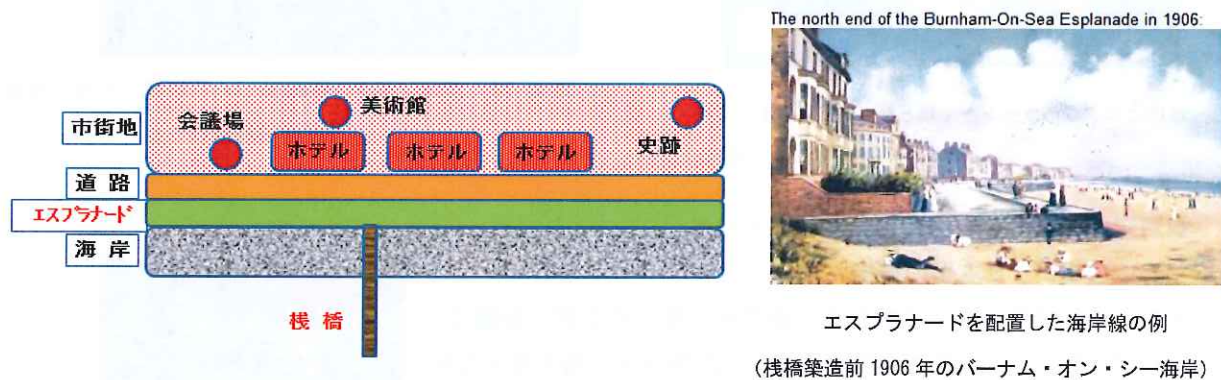 The north end of the Burnham-On-Sea Esplanade in 1906:
市街地
会議場
美術館
史跡
ホテル
ホテル
ホテル
道 路
エスプラナード
海 岸
桟 橋
エスプラナードを配置した海岸線の例
（桟橋築造前 1906 年のバーナム・オン・シー海岸）